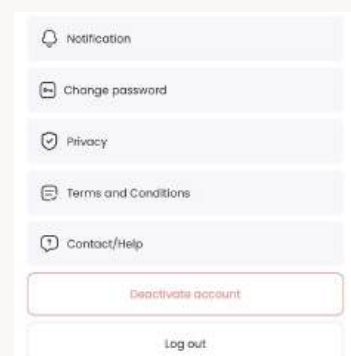 Notification
Change password
Privacy
Terms and Conditions
Contact/Help
Deactivate account
Log out